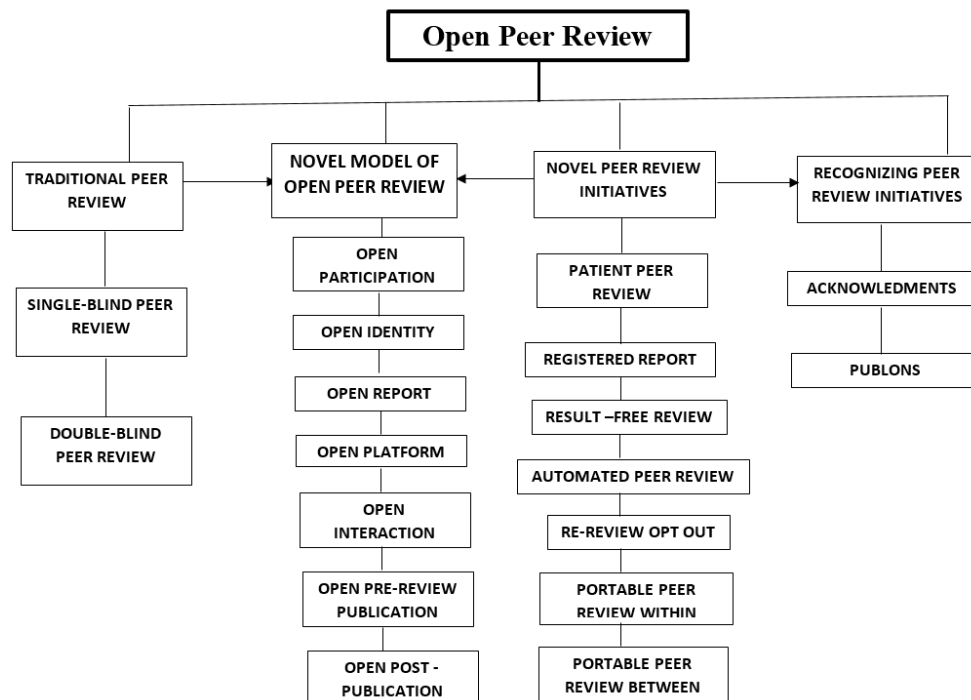 Open Peer Review
TRADITIONAL PEER
REVIEW
SINGLE-BLIND PEER
REVIEW
DOUBLE-BLIND
PEER REVIEW
NOVEL MODEL OF
OPEN PEER REVIEW
OPEN
PARTICIPATION
OPEN IDENTITY
OPEN REPORT
OPEN PLATFORM
OPEN
INTERACTION
OPEN PRE-REVIEW
PUBLICATION
OPEN POST -
PUBLICATION
NOVEL PEER REVIEW
INITIATIVES
PATIENT PEER
REVIEW
REGISTERED REPORT
RESULT –FREE REVIEW
AUTOMATED PEER REVIEW
RE-REVIEW OPT OUT
PORTABLE PEER
REVIEW WITHIN
PORTABLE PEER
REVIEW BETWEEN
RECOGNIZING PEER
REVIEW INITIATIVES
ACKNOWLEDMENTS
PUBLONS